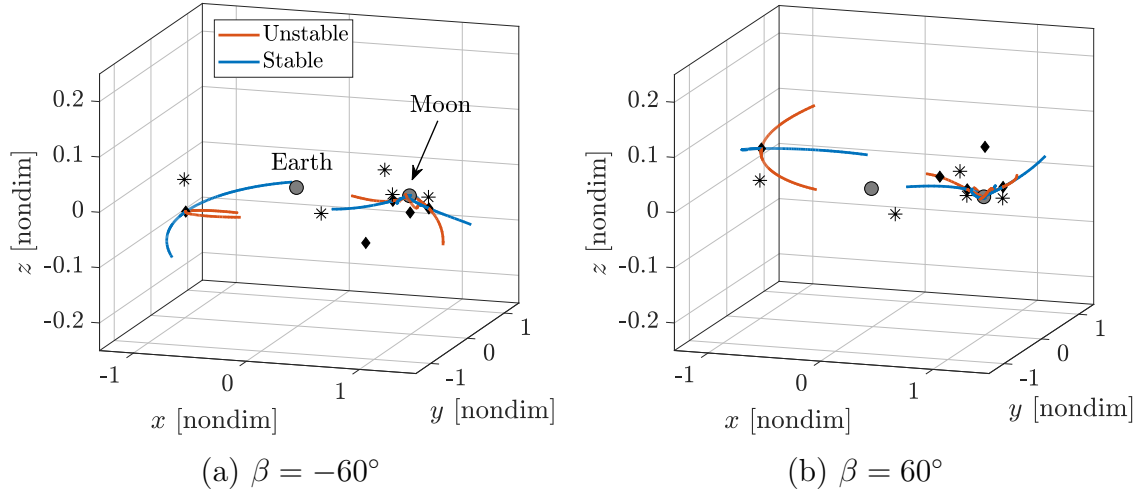 Unstable
Stable
Moon
Earth
0.2
0.1
0
-0.1
-0.2
z [nondim]
-1
0
1
x [nondim]
-1
0
1
y [nondim]
(a) β = −60°
0.2
0.1
0
-0.1
-0.2
z [nondim]
-1
0
1
x [nondim]
-1
0
1
y [nondim]
(b) β = 60°